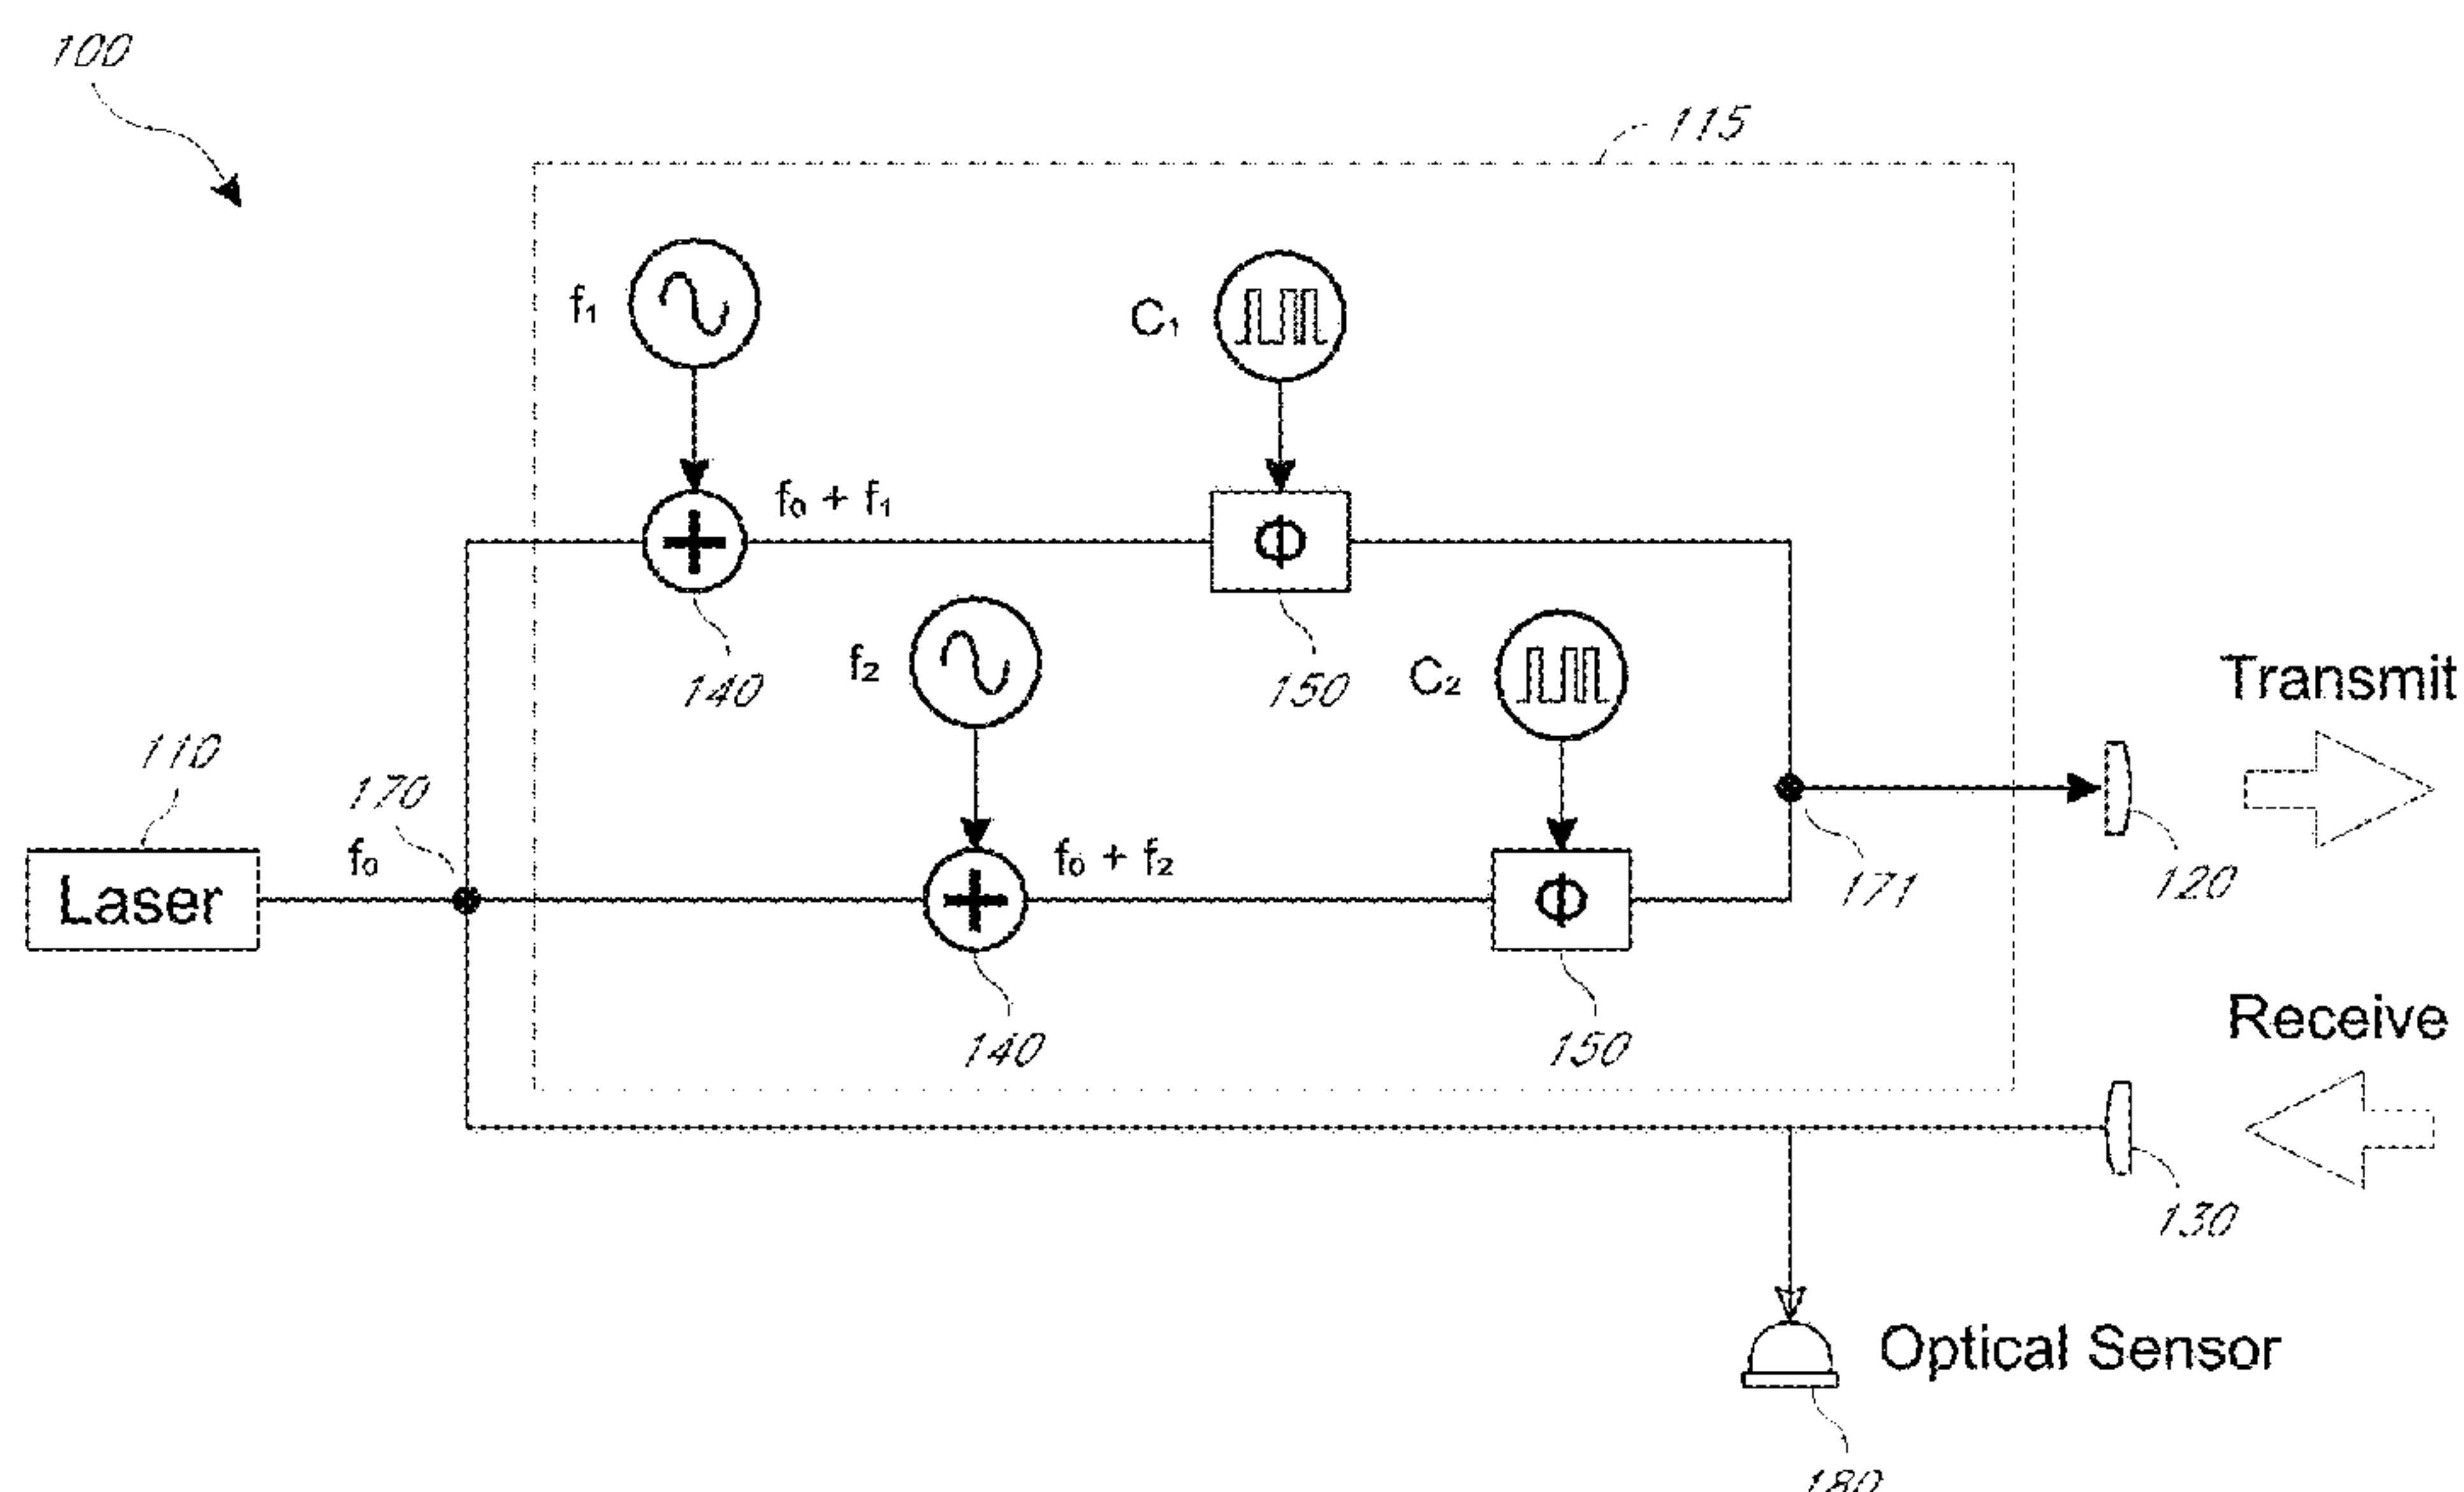 100
115
f₁
C₁
f₀ + f₁
Φ
140
150
f₂
C₂
Transmit
110
170
f₀
Laser
f₀ + f₂
Φ
171
120
140
150
Receive
130
Optical Sensor
180